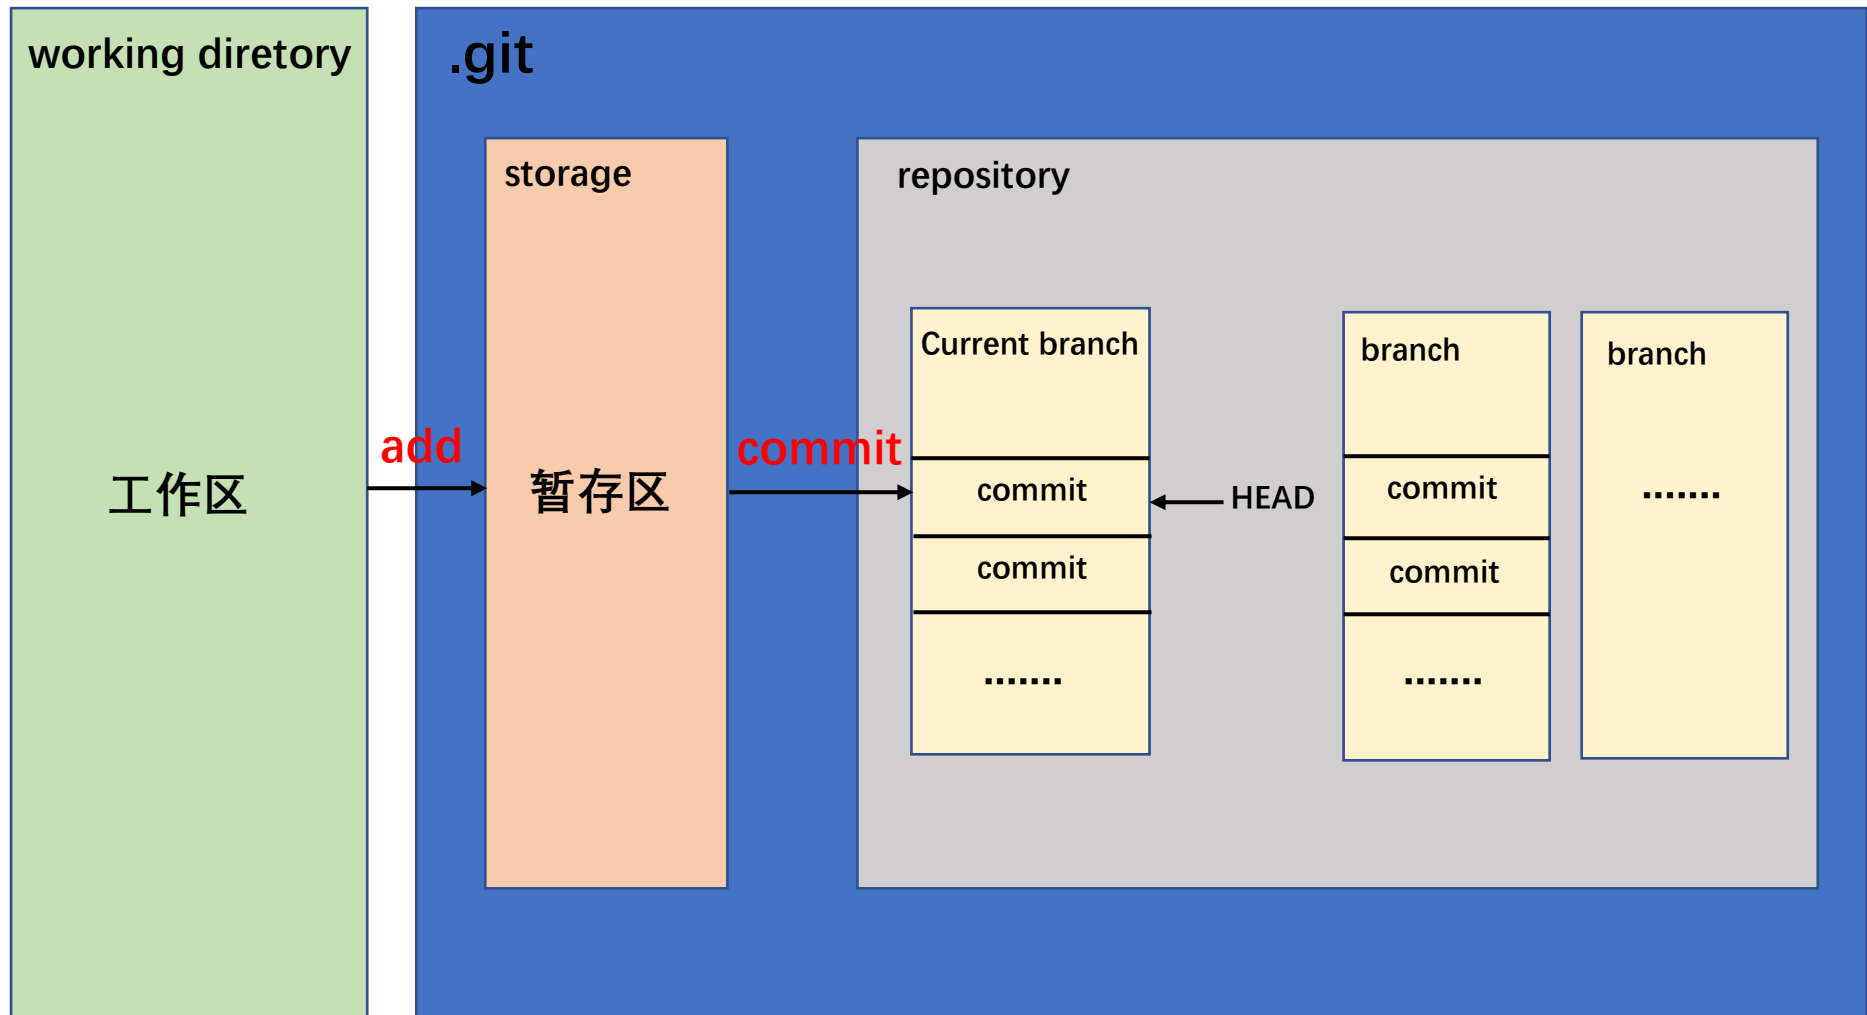 working diretory
.git
storage
repository
Current branch
branch
branch
add
commit
工作区
暂存区
commit
HEAD
commit
.......
commit
commit
.......
.......